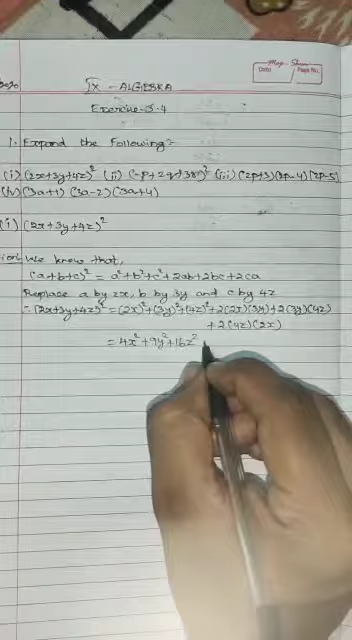 IX - ALGEBRA
Date
Page No.
Exercise-3.4
1. Expand the Following:-
(i) (2x+3y+4z)² (ii) (-p+2q+3r)² (iii) (2p+3)(2p-4)(2p-5)
(iv) (3a+1) (3a-2) (3a+4)
(i) (2x+3y+4z)²
We know that,
(a+b+c)² = a²+b²+c²+2ab+2bc+2ca
Replace a by 2x, b by 3y and c by 4z
∴ (2x+3y+4z)² = (2x)²+(3y)²+(4z)²+2(2x)(3y)+2(3y)(4z)
+2(4z)(2x)
= 4x²+9y²+16z²